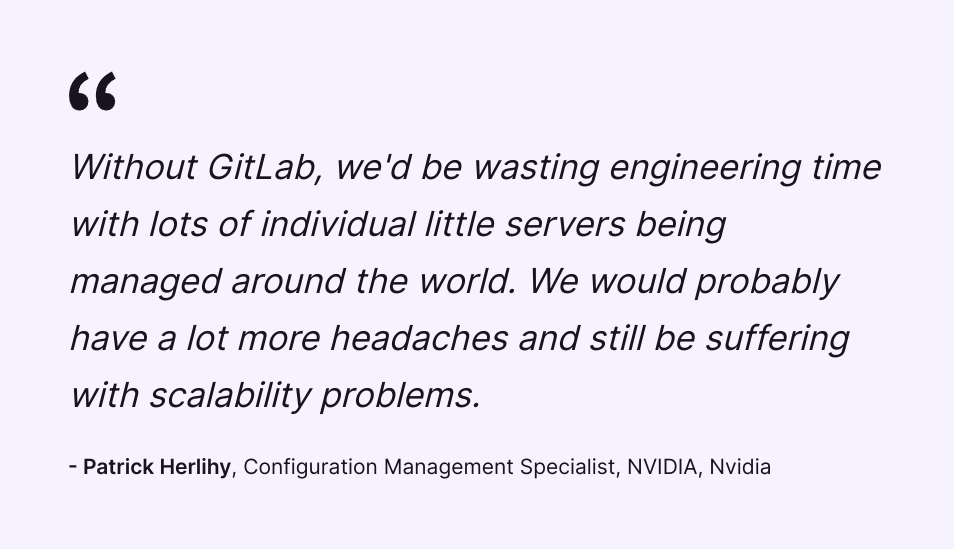 “
Without GitLab, we'd be wasting engineering time
with lots of individual little servers being
managed around the world. We would probably
have a lot more headaches and still be suffering
with scalability problems.
- Patrick Herlihy, Configuration Management Specialist, NVIDIA, Nvidia